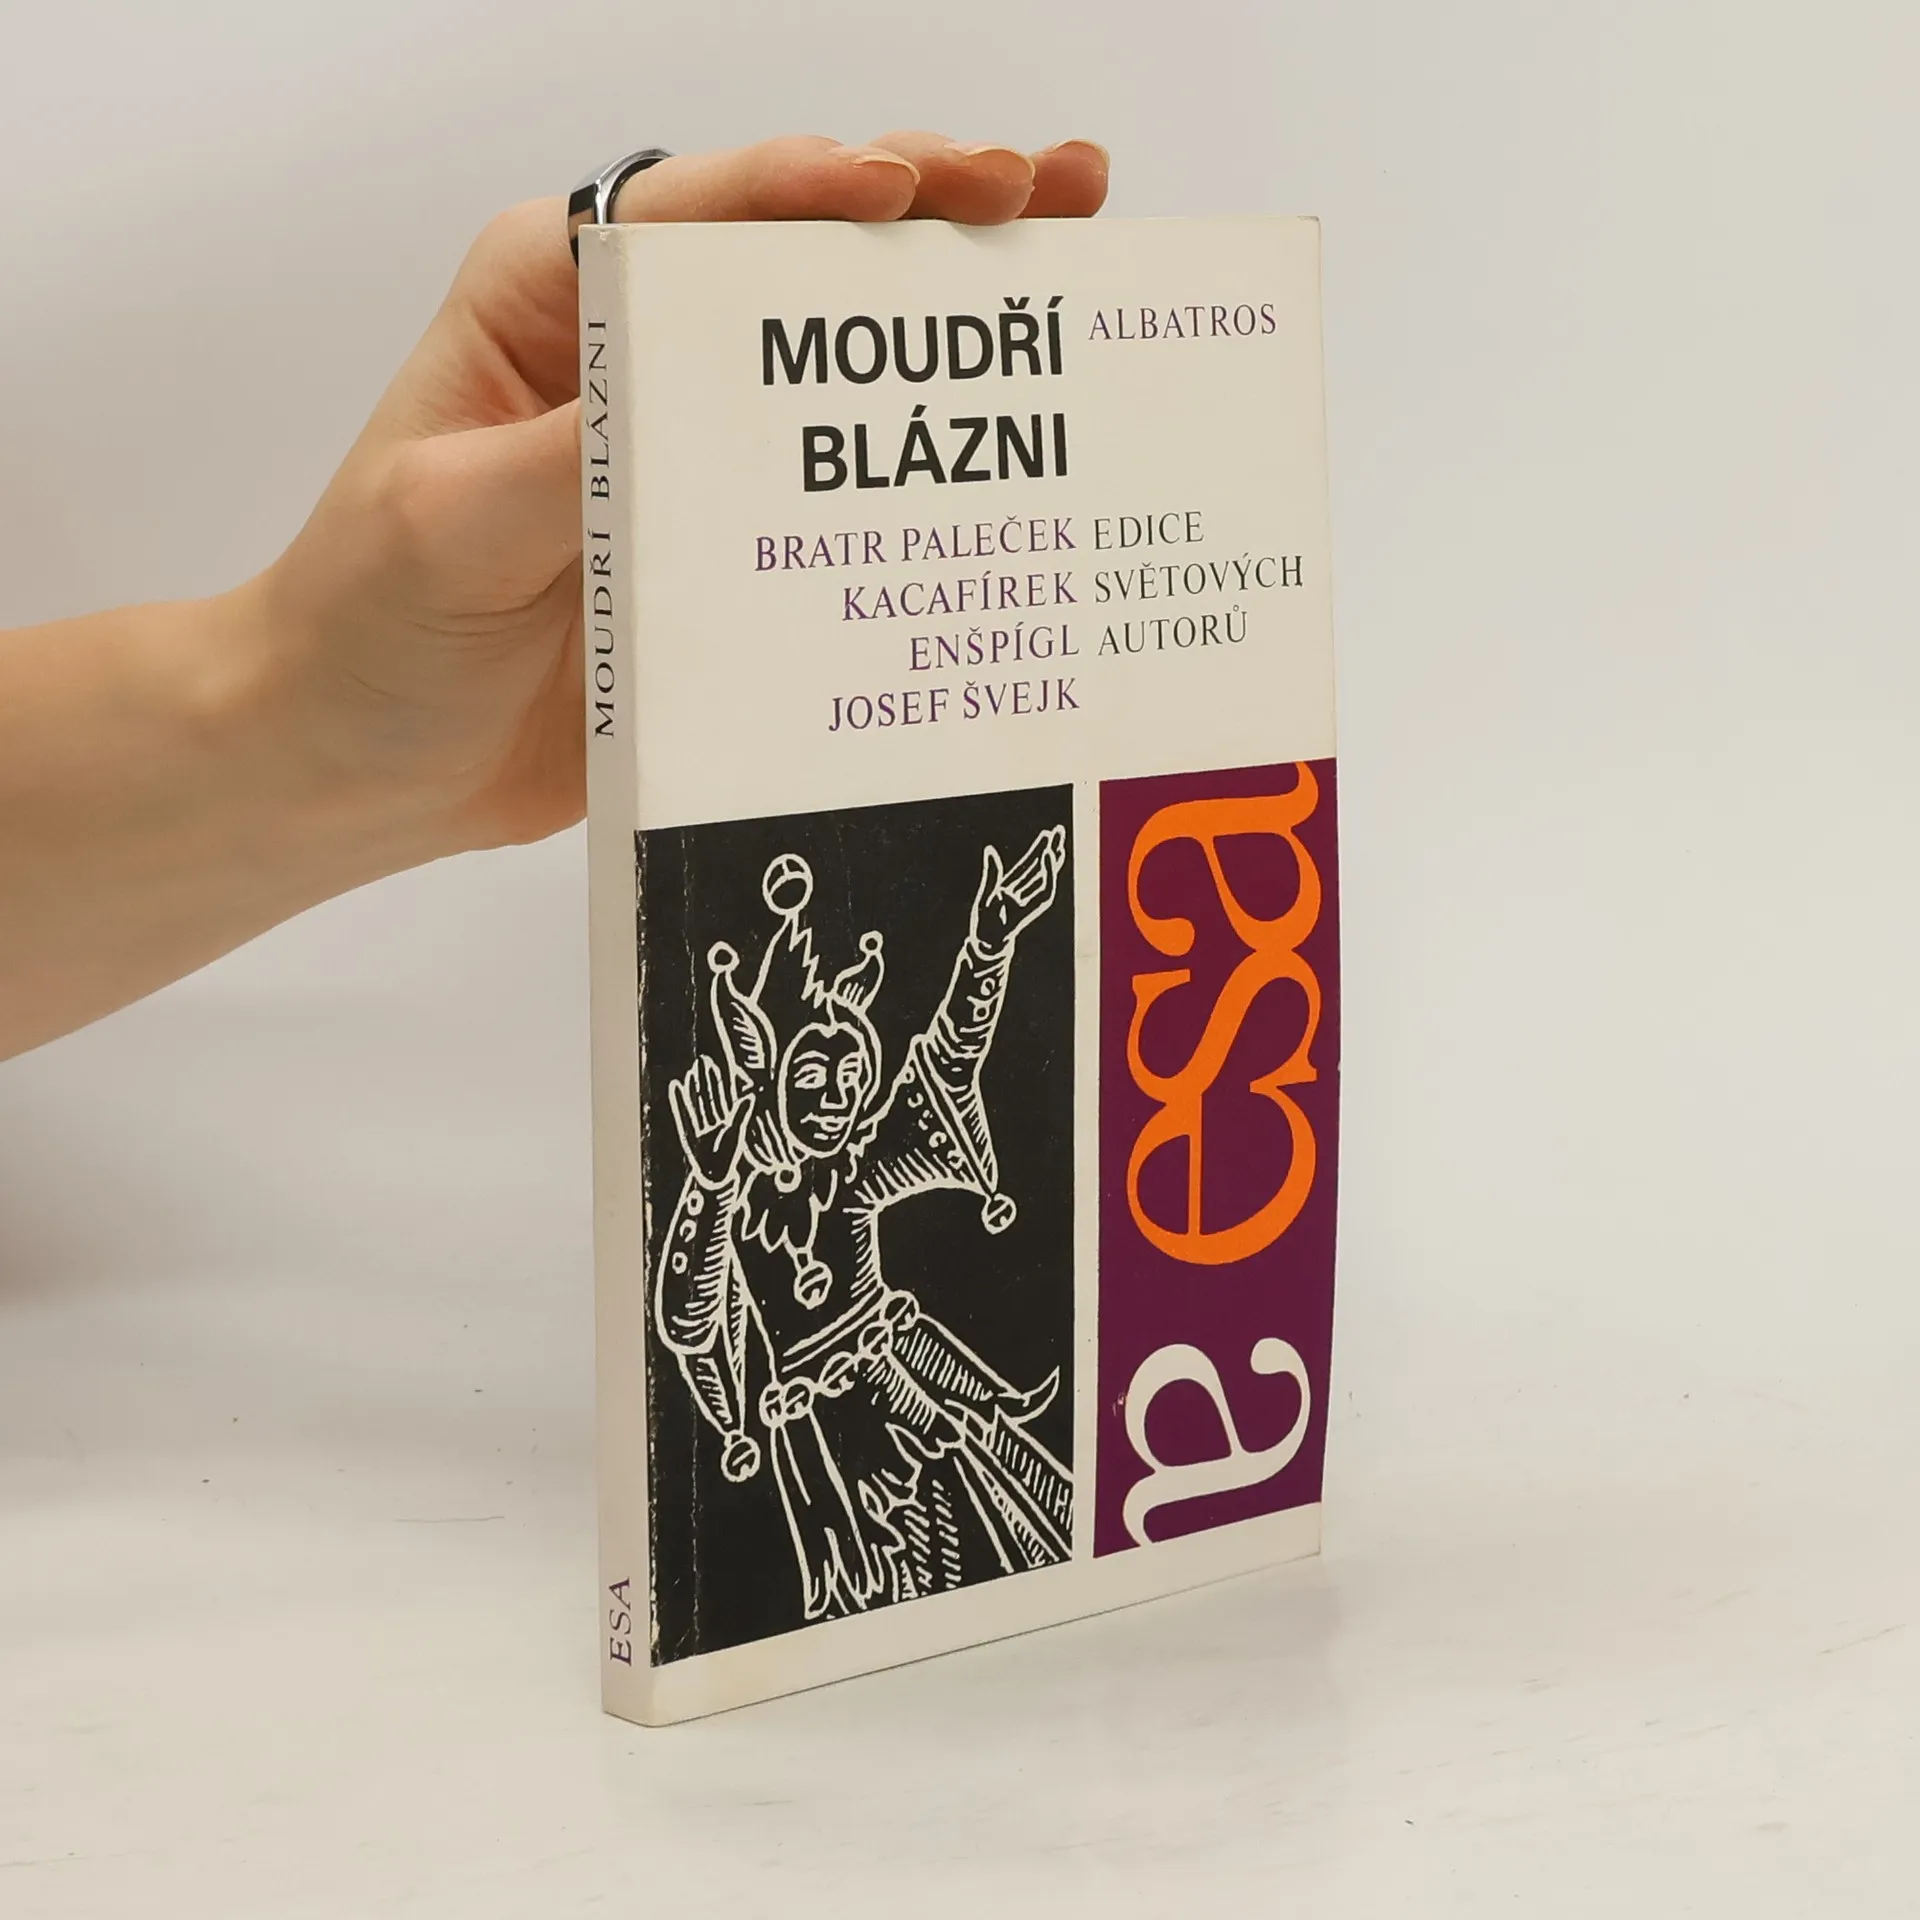 MOUDŘÍ
BLÁZNI
ALBATROS
BRATR PALEČEK
KACAFÍREK
ENŠPÍGL
JOSEF ŠVEJK
EDICE
SVĚTOVÝCH
AUTORŮ
esa
MOUDŘÍ BLÁZNI
ESA